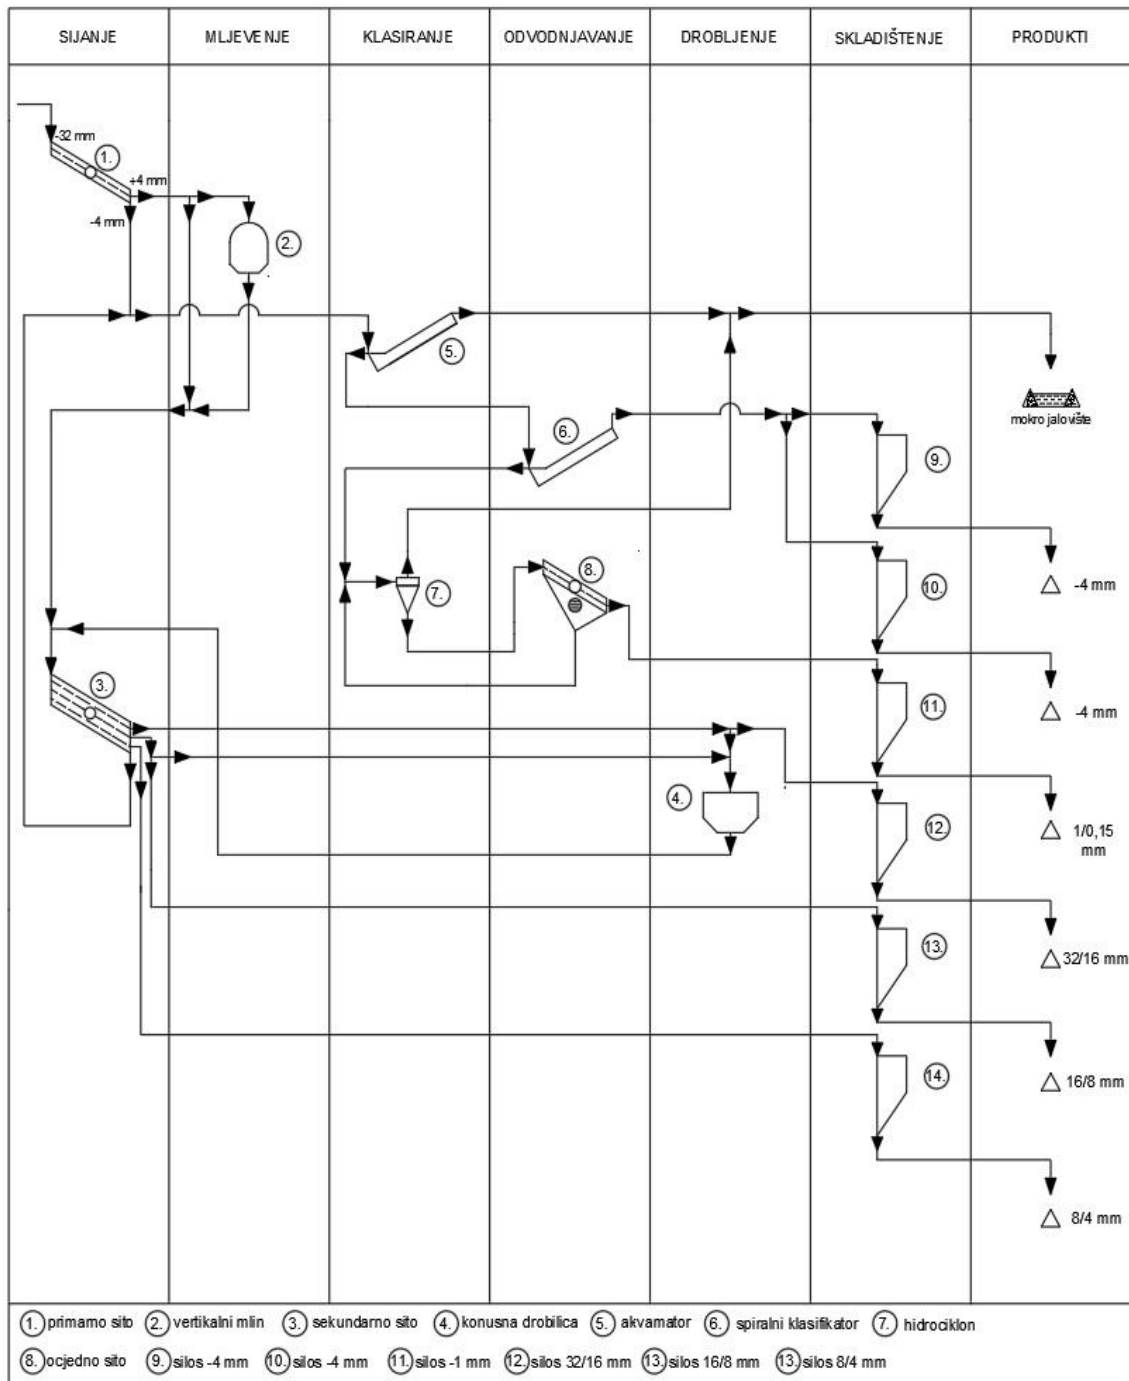 SIJANJE MLJEVENJE KLASIRANJE ODVODNJAVANJE DROBLJENJE SKLADIŠTENJE PRODUKTI
-32 mm
1.
+4 mm
-4 mm
2.
5.
mokro jalovište
6.
9.
8.
10.
-4 mm
7.
3.
11.
-4 mm
4.
12.
1/0,15
mm
13.
32/16 mm
14.
16/8 mm
8/4 mm
1. primarno sito 2. vertikalni mlin 3. sekundarno sito 4. konusna drobilica 5. akvamator 6. spiralni klasifikator 7. hidrociklon
8. ocjedno sito 9. silos -4 mm 10. silos -4 mm 11. silos -1 mm 12. silos 32/16 mm 13. silos 16/8 mm 13. silos 8/4 mm